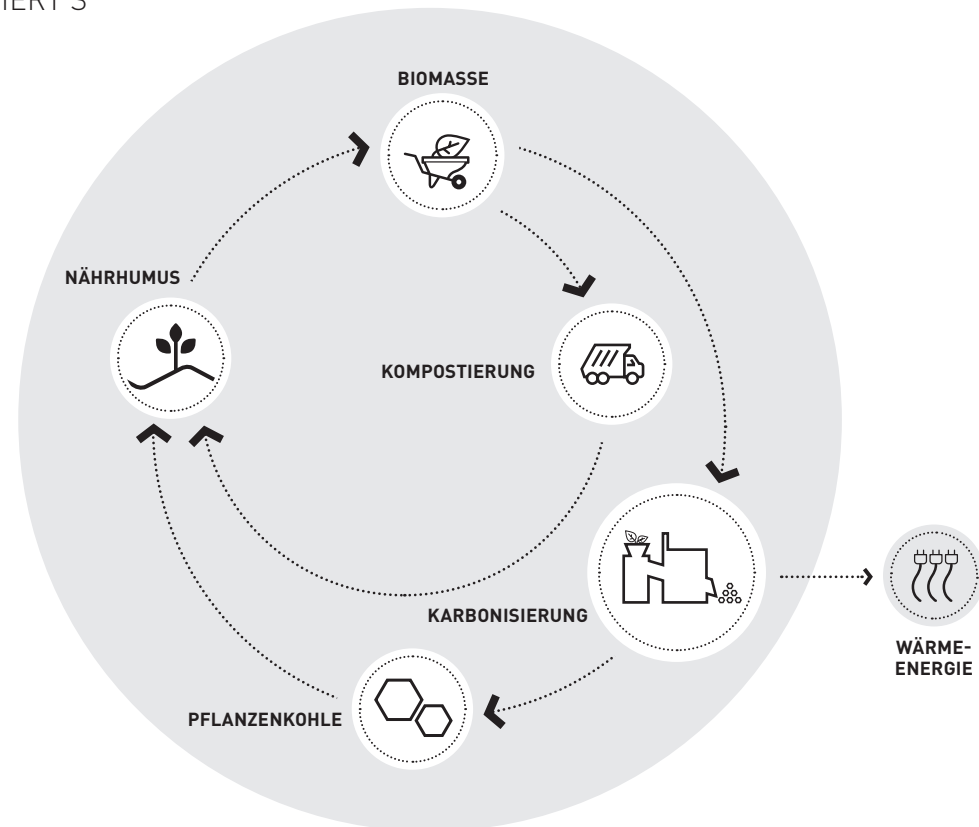 BIOMASSE
NÄHRHUMUS
KOMPOSTIERUNG
KARBONISIERUNG
WÄRME-
ENERGIE
PFLANZENKOHLE